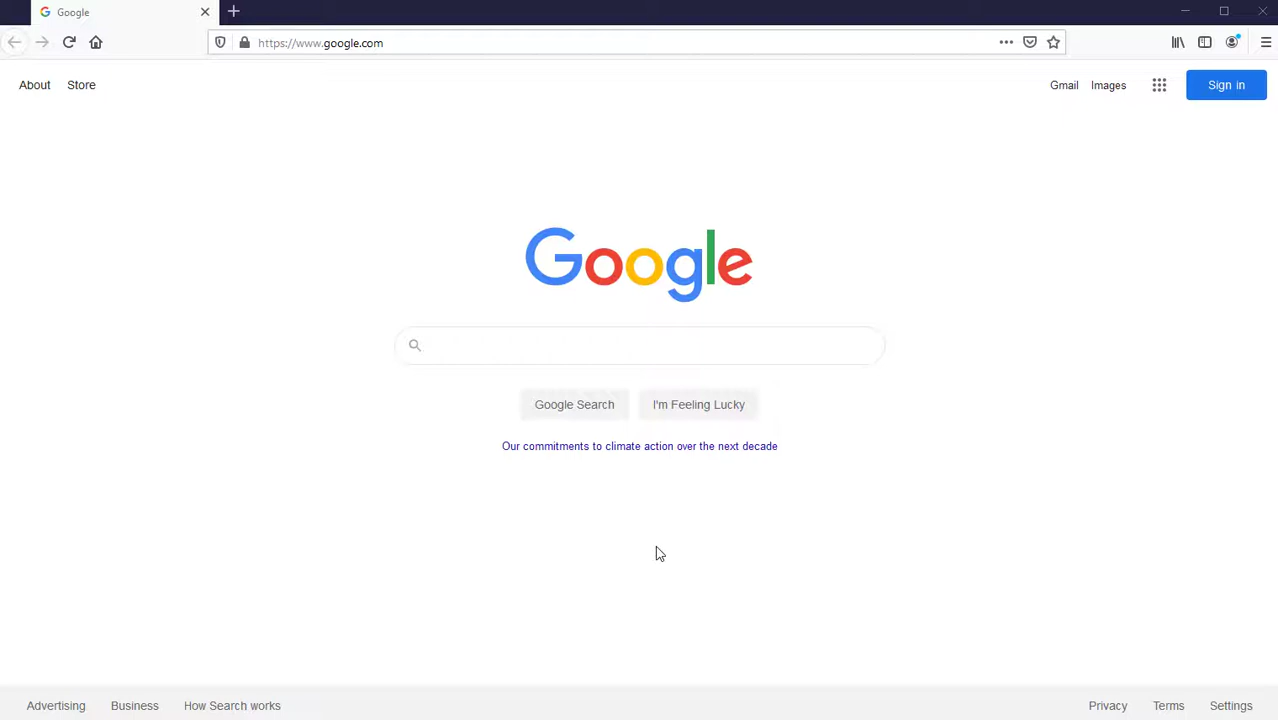 Google
https://www.google.com
About Store
Gmail Images Sign in
Google
Google Search I'm Feeling Lucky
Our commitments to climate action over the next decade
Advertising Business How Search works
Privacy Terms Settings